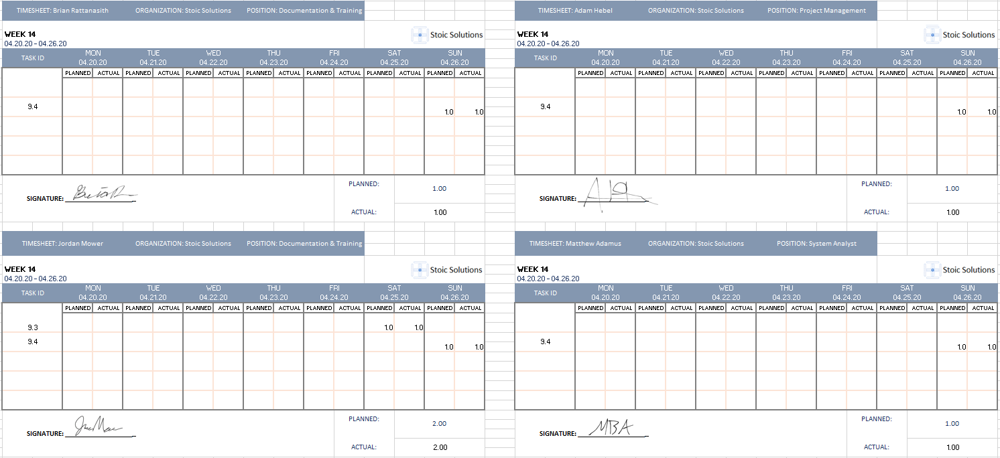 TIMESHEET: Brian Rattanasith ORGANIZATION: Stoic Solutions POSITION: Documentation & Training
WEEK 14
04.20.20 - 04.26.20
Stoic Solutions
TASK ID MON TUE WED THU FRI SAT SUN
04.20.20 04.21.20 04.22.20 04.23.20 04.24.20 04.25.20 04.26.20
PLANNED ACTUAL PLANNED ACTUAL PLANNED ACTUAL PLANNED ACTUAL PLANNED ACTUAL PLANNED ACTUAL PLANNED ACTUAL
9.4 1.0 1.0
PLANNED: 1.00
SIGNATURE:
ACTUAL: 1.00
TIMESHEET: Adam Hebel ORGANIZATION: Stoic Solutions POSITION: Project Management
WEEK 14
04.20.20 - 04.26.20
Stoic Solutions
TASK ID MON TUE WED THU FRI SAT SUN
04.20.20 04.21.20 04.22.20 04.23.20 04.24.20 04.25.20 04.26.20
PLANNED ACTUAL PLANNED ACTUAL PLANNED ACTUAL PLANNED ACTUAL PLANNED ACTUAL PLANNED ACTUAL PLANNED ACTUAL
9.4 1.0 1.0
PLANNED: 1.00
SIGNATURE:
ACTUAL: 1.00
TIMESHEET: Jordan Mower ORGANIZATION: Stoic Solutions POSITION: Documentation & Training
WEEK 14
04.20.20 - 04.26.20
Stoic Solutions
TASK ID MON TUE WED THU FRI SAT SUN
04.20.20 04.21.20 04.22.20 04.23.20 04.24.20 04.25.20 04.26.20
PLANNED ACTUAL PLANNED ACTUAL PLANNED ACTUAL PLANNED ACTUAL PLANNED ACTUAL PLANNED ACTUAL PLANNED ACTUAL
9.3 1.0 1.0
9.4 1.0 1.0
PLANNED: 2.00
SIGNATURE:
ACTUAL: 2.00
TIMESHEET: Matthew Adamus ORGANIZATION: Stoic Solutions POSITION: System Analyst
WEEK 14
04.20.20 - 04.26.20
Stoic Solutions
TASK ID MON TUE WED THU FRI SAT SUN
04.20.20 04.21.20 04.22.20 04.23.20 04.24.20 04.25.20 04.26.20
PLANNED ACTUAL PLANNED ACTUAL PLANNED ACTUAL PLANNED ACTUAL PLANNED ACTUAL PLANNED ACTUAL PLANNED ACTUAL
9.4 1.0 1.0
PLANNED: 1.00
SIGNATURE: MBA
ACTUAL: 1.00